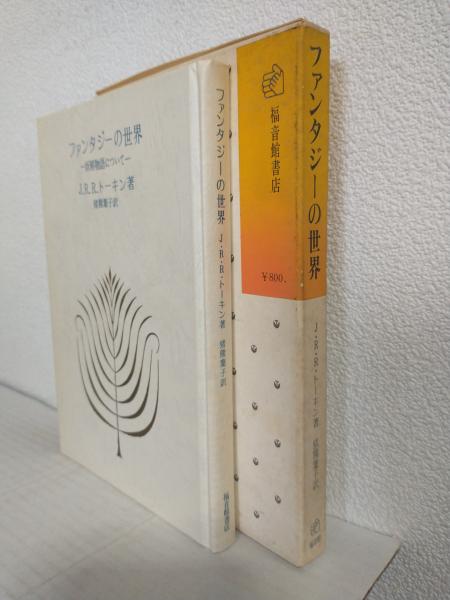 ファンタジーの世界
―妖精物語について―
J.R.R.トーキン著
猪熊葉子訳
ファンタジーの世界
J・R・R・トーキン著
猪熊葉子訳
福音館書店
福音館書店
￥800.
ファンタジーの世界
J・R・R・トーキン著
猪熊葉子訳
福音館